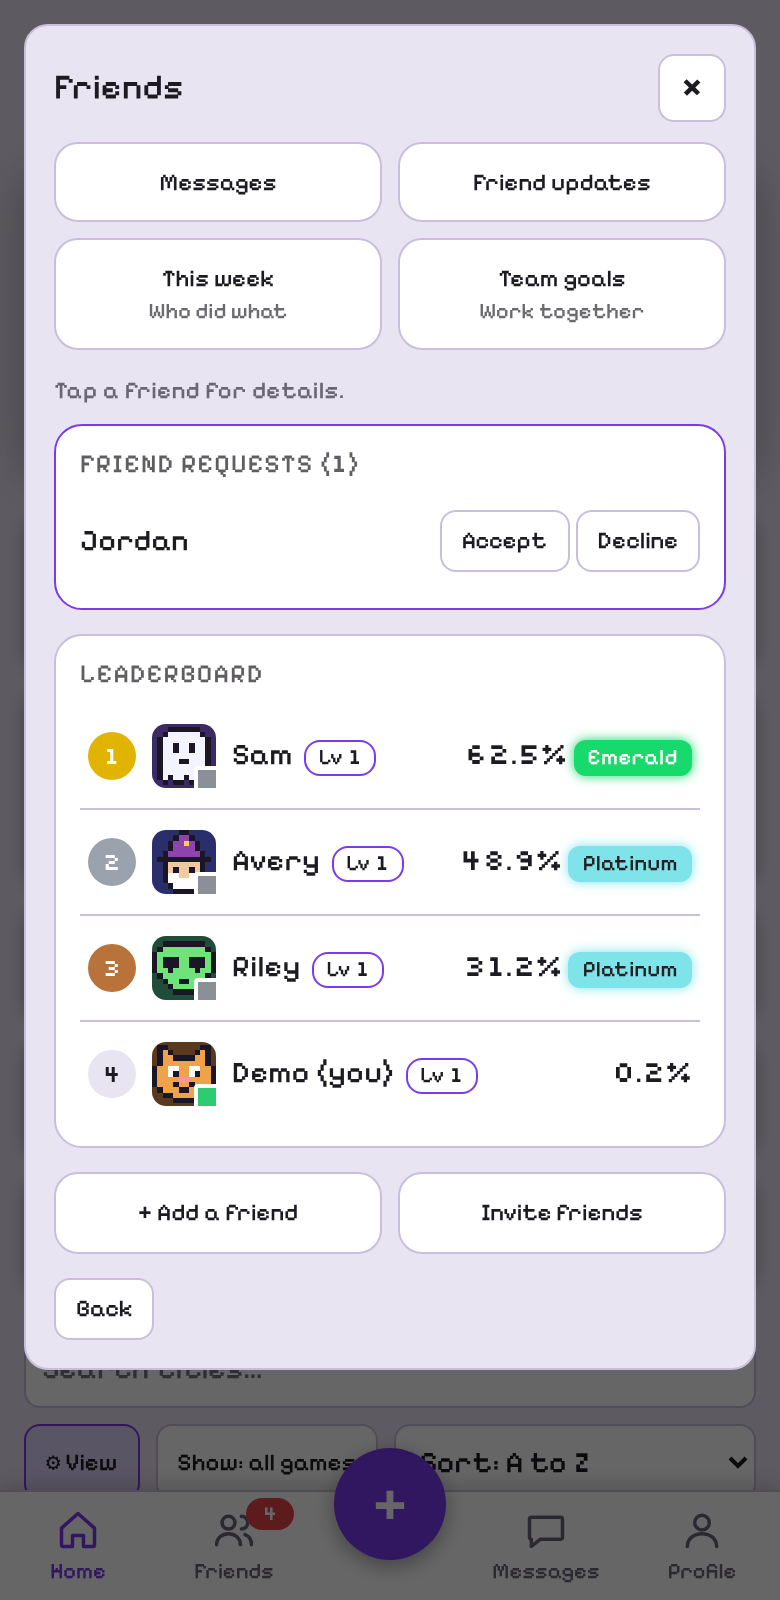 Friends
×
Messages
Friend updates
This week
Who did what
Team goals
Work together
Tap a friend for details.
FRIEND REQUESTS (1)
Jordan
Accept
Decline
LEADERBOARD
1 Sam Lv 1 62.5% Emerald
2 Avery Lv 1 48.9% Platinum
3 Riley Lv 1 31.2% Platinum
4 Demo (you) Lv 1 0.2%
+ Add a friend
Invite friends
Back
Search titles...
⚙ View
Show: all games
Sort: A to Z
+
4
Home
Friends
Messages
Profile